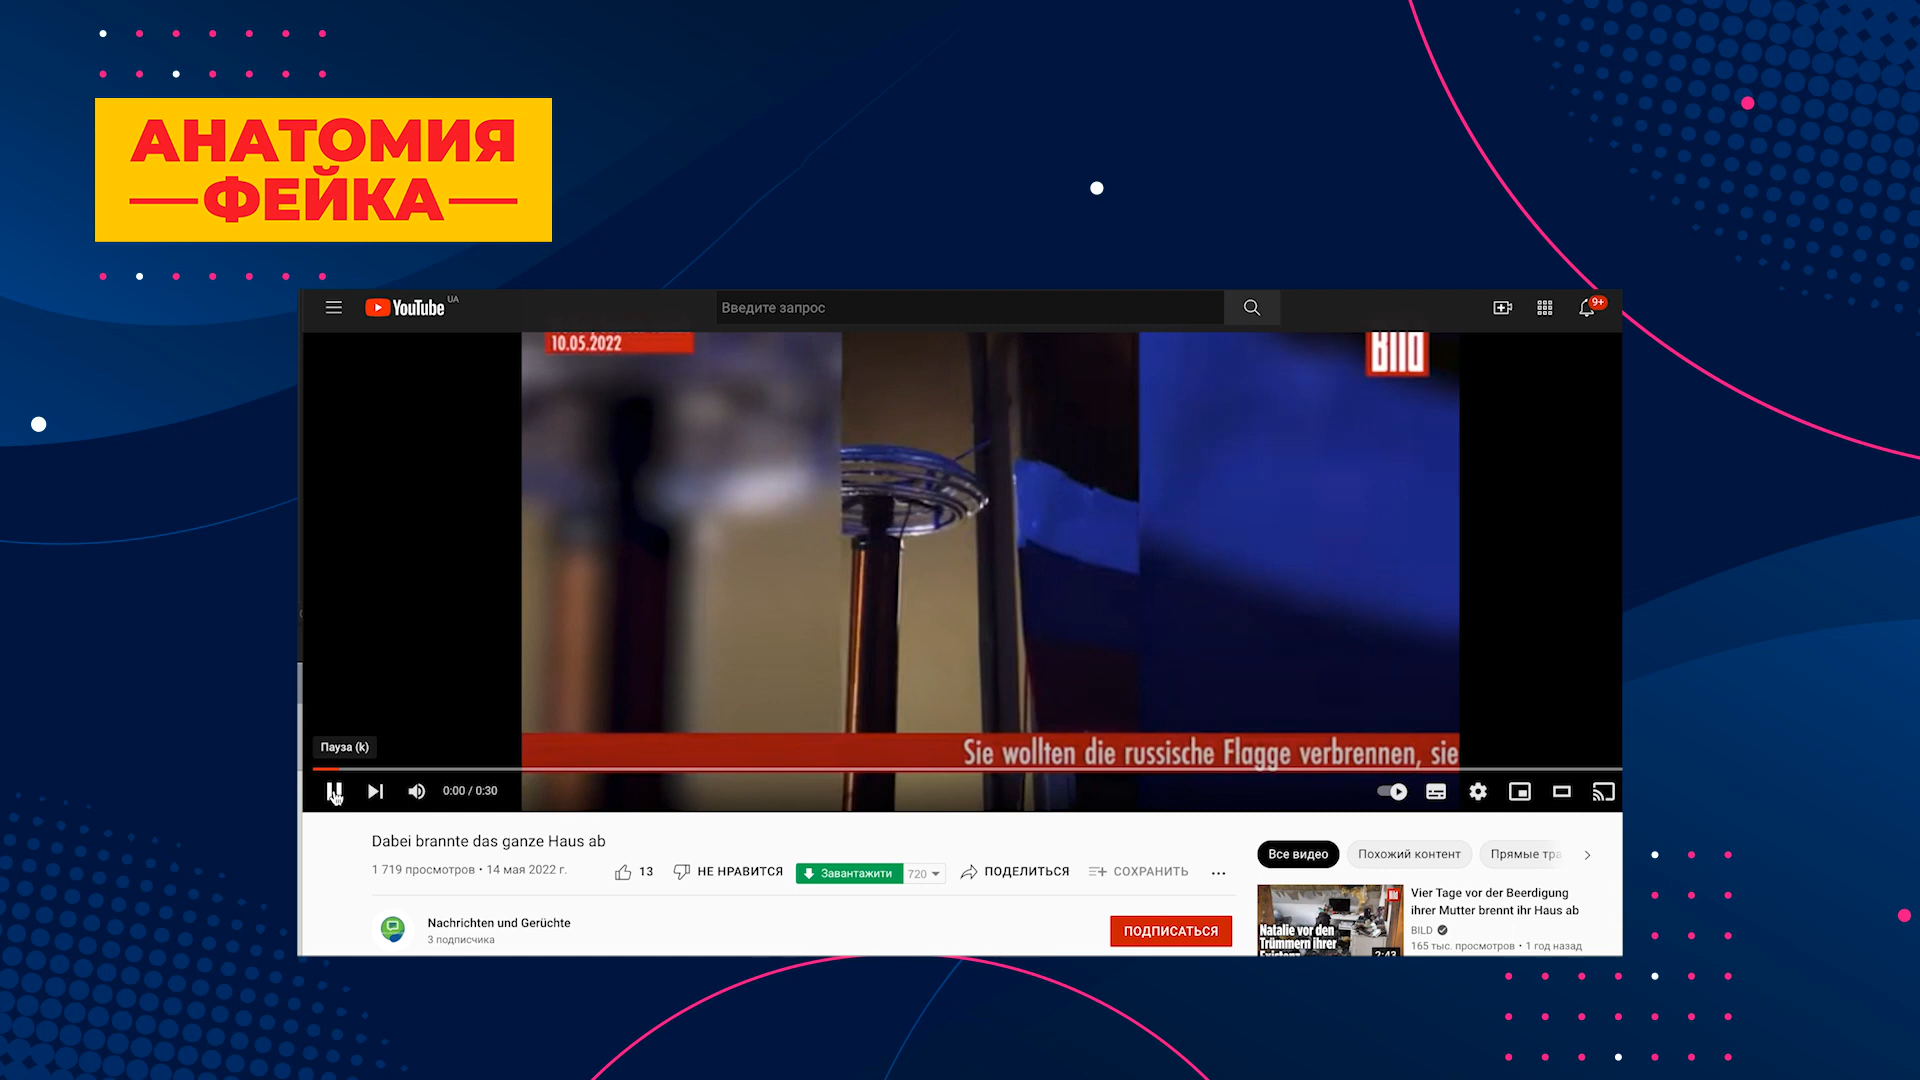 АНАТОМИЯ
ФЕЙКА
YouTube UA
Введите запрос
9+
10.05.2022
Bild
Sie wollten die russische Flagge verbrennen, sie
Пауза (k)
0:00 / 0:30
Dabei brannte das ganze Haus ab
1 719 просмотров • 14 мая 2022 г.
13
НЕ НРАВИТСЯ
Завантажити
720
ПОДЕЛИТЬСЯ
СОХРАНИТЬ
Nachrichten und Gerüchte
3 подписчика
ПОДПИСАТЬСЯ
Все видео
Похожий контент
Прямые тра
Natalie vor den
Trümmern ihrer
Existenz
2:43
Vier Tage vor der Beerdigung
ihrer Mutter brennt ihr Haus ab
BILD
165 тыс. просмотров • 1 год назад